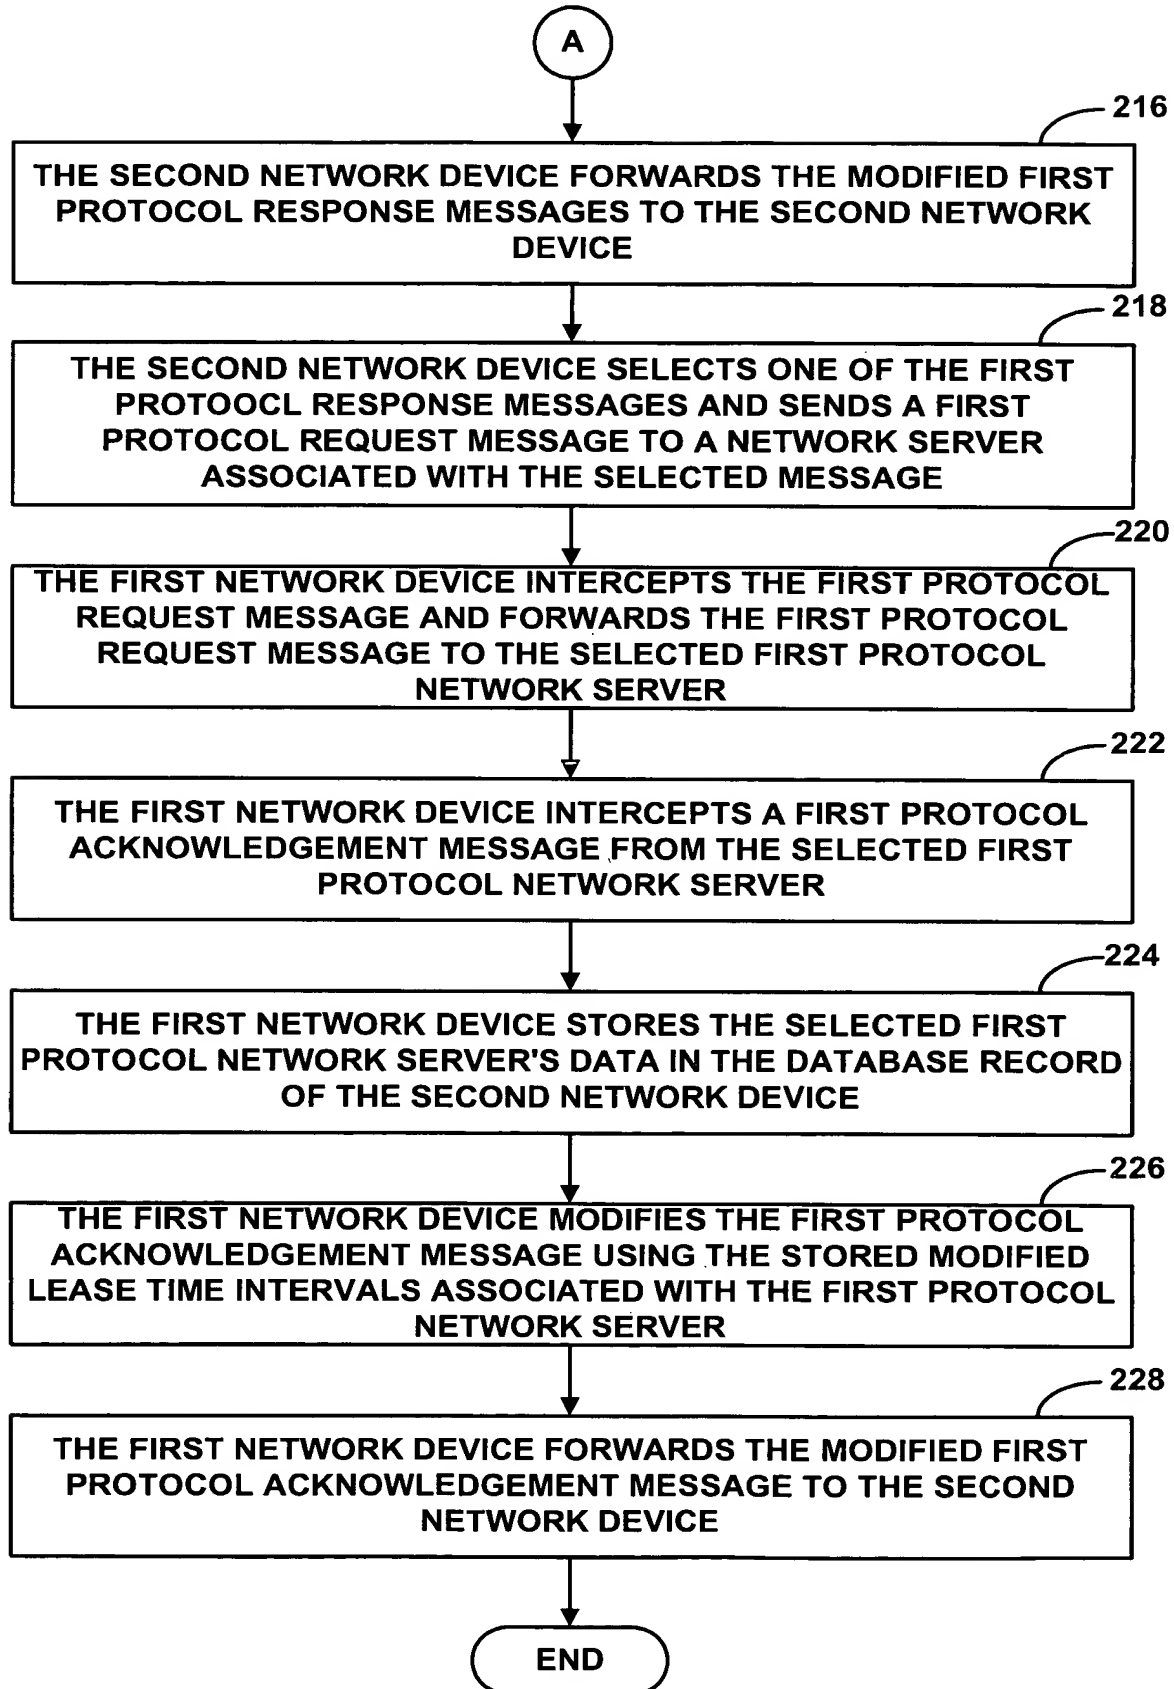 A
216
THE SECOND NETWORK DEVICE FORWARDS THE MODIFIED FIRST
PROTOCOL RESPONSE MESSAGES TO THE SECOND NETWORK
DEVICE
218
THE SECOND NETWORK DEVICE SELECTS ONE OF THE FIRST
PROTOOCL RESPONSE MESSAGES AND SENDS A FIRST
PROTOCOL REQUEST MESSAGE TO A NETWORK SERVER
ASSOCIATED WITH THE SELECTED MESSAGE
220
THE FIRST NETWORK DEVICE INTERCEPTS THE FIRST PROTOCOL
REQUEST MESSAGE AND FORWARDS THE FIRST PROTOCOL
REQUEST MESSAGE TO THE SELECTED FIRST PROTOCOL
NETWORK SERVER
222
THE FIRST NETWORK DEVICE INTERCEPTS A FIRST PROTOCOL
ACKNOWLEDGEMENT MESSAGE FROM THE SELECTED FIRST
PROTOCOL NETWORK SERVER
224
THE FIRST NETWORK DEVICE STORES THE SELECTED FIRST
PROTOCOL NETWORK SERVER'S DATA IN THE DATABASE RECORD
OF THE SECOND NETWORK DEVICE
226
THE FIRST NETWORK DEVICE MODIFIES THE FIRST PROTOCOL
ACKNOWLEDGEMENT MESSAGE USING THE STORED MODIFIED
LEASE TIME INTERVALS ASSOCIATED WITH THE FIRST PROTOCOL
NETWORK SERVER
228
THE FIRST NETWORK DEVICE FORWARDS THE MODIFIED FIRST
PROTOCOL ACKNOWLEDGEMENT MESSAGE TO THE SECOND
NETWORK DEVICE
END